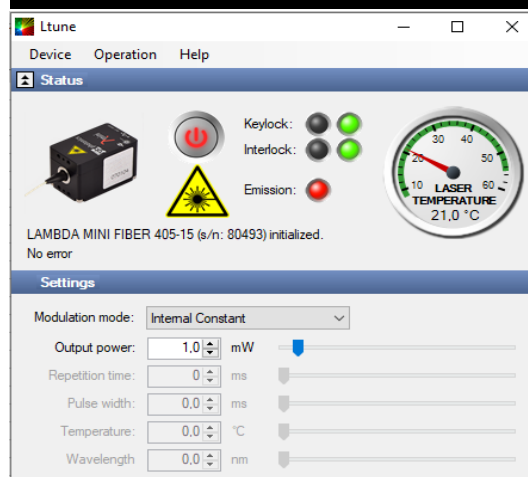 Ltune
Device Operation Help
Status
Keylock:
Interlock:
Emission:
10 20 30 40 50 60
LASER
TEMPERATURE
21,0 °C
LAMBDA MINI FIBER 405-15 (s/n: 80493) initialized.
No error
Settings
Modulation mode: Internal Constant
Output power: 1,0 mW
Repetition time: 0 ms
Pulse width: 0,0 ms
Temperature: 0,0 °C
Wavelength 0,0 nm